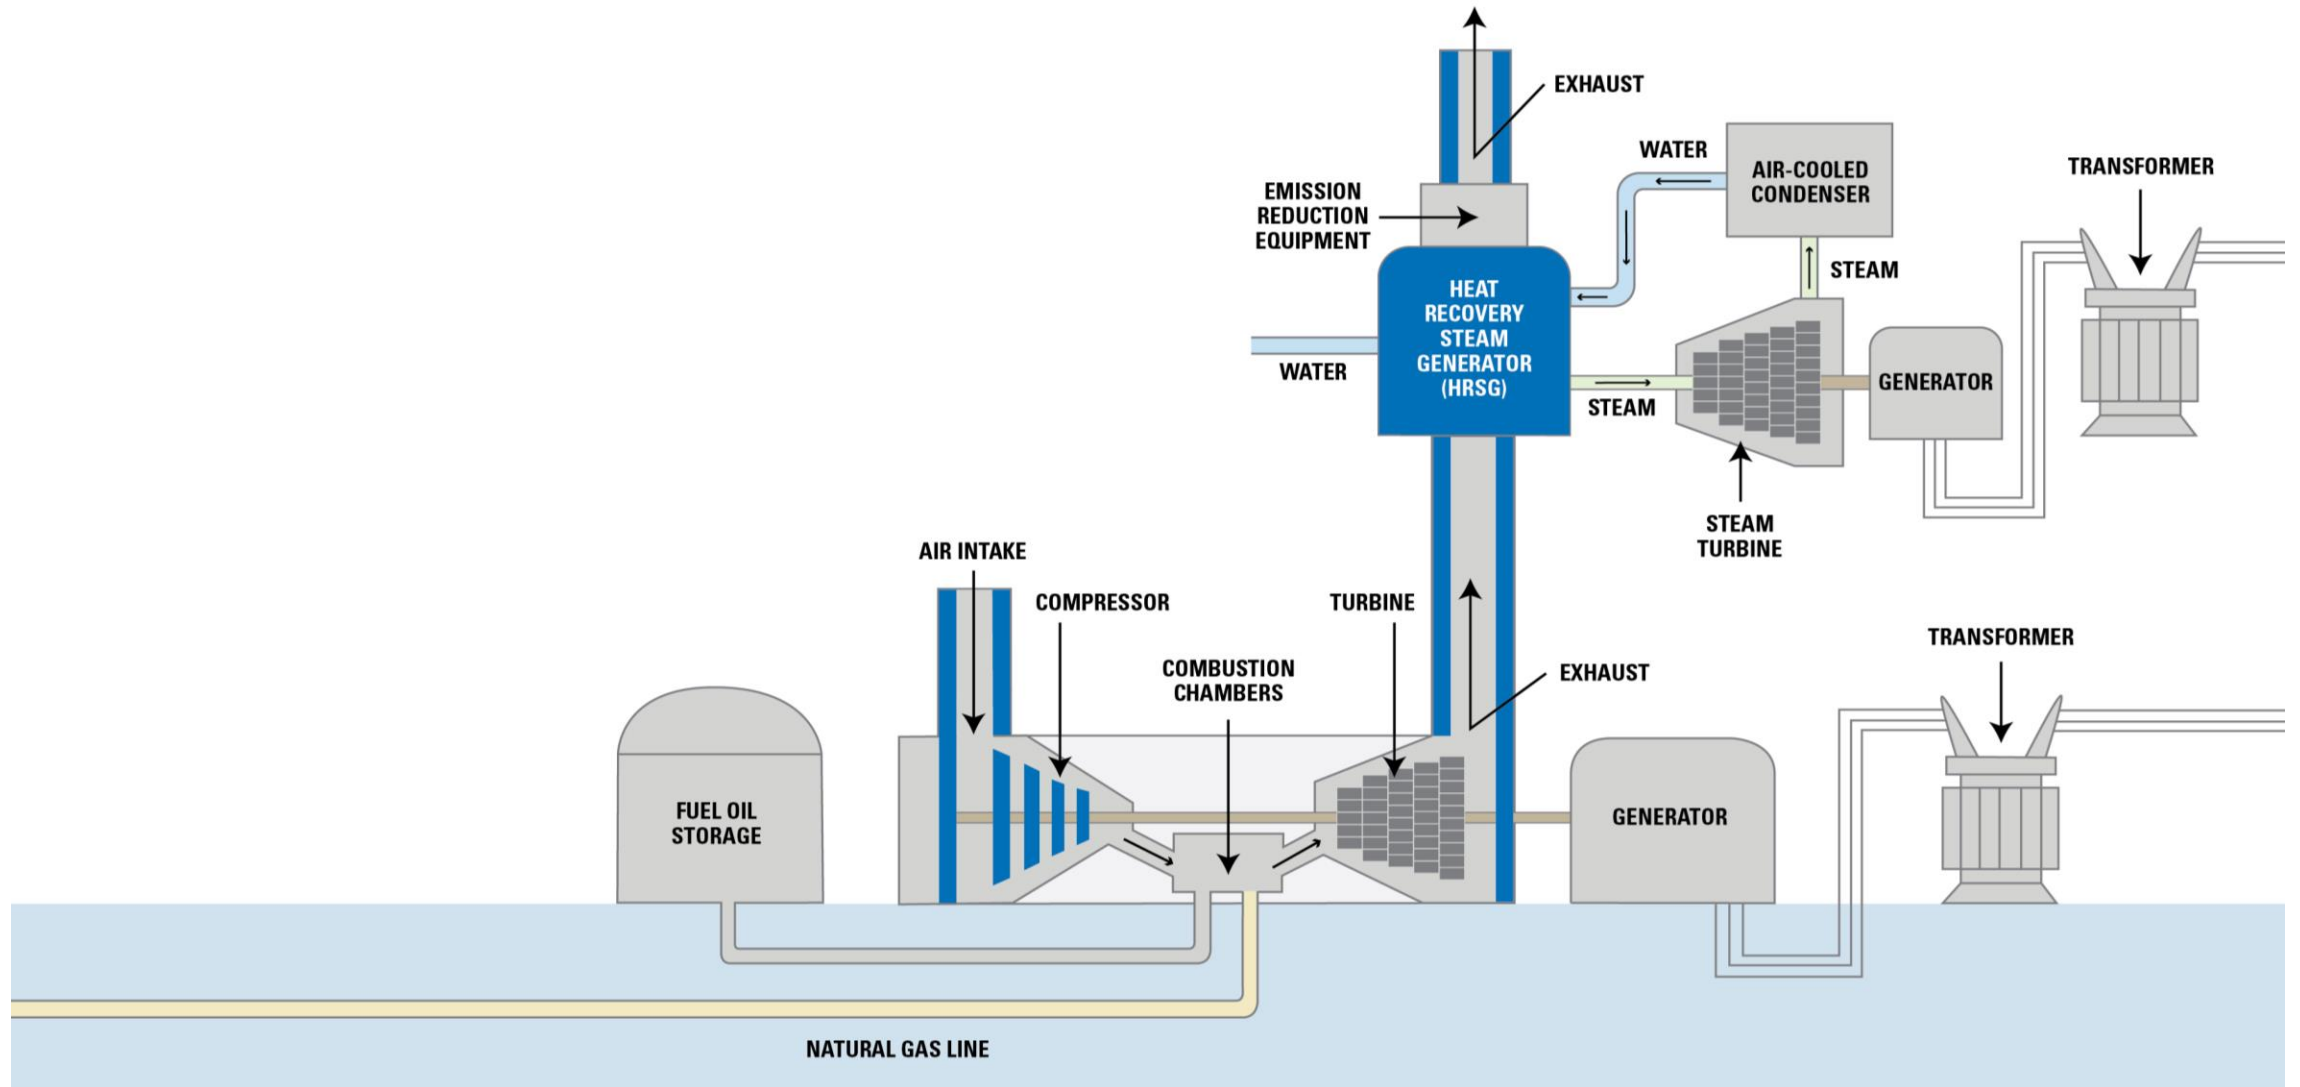 EXHAUST
WATER
AIR-COOLED
CONDENSER
TRANSFORMER
EMISSION
REDUCTION
EQUIPMENT
STEAM
HEAT
RECOVERY
STEAM
GENERATOR
(HRSG)
WATER
STEAM
GENERATOR
STEAM
TURBINE
AIR INTAKE
COMPRESSOR
TURBINE
COMBUSTION
CHAMBERS
EXHAUST
TRANSFORMER
FUEL OIL
STORAGE
GENERATOR
NATURAL GAS LINE